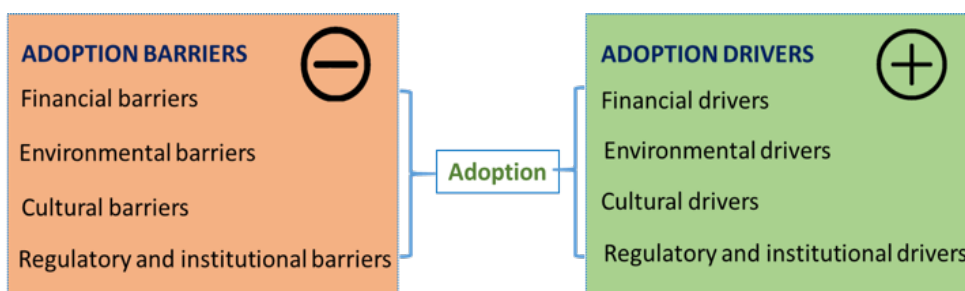 ADOPTION BARRIERS
Financial barriers
Environmental barriers
Cultural barriers
Regulatory and institutional barriers
Adoption
ADOPTION DRIVERS
Financial drivers
Environmental drivers
Cultural drivers
Regulatory and institutional drivers